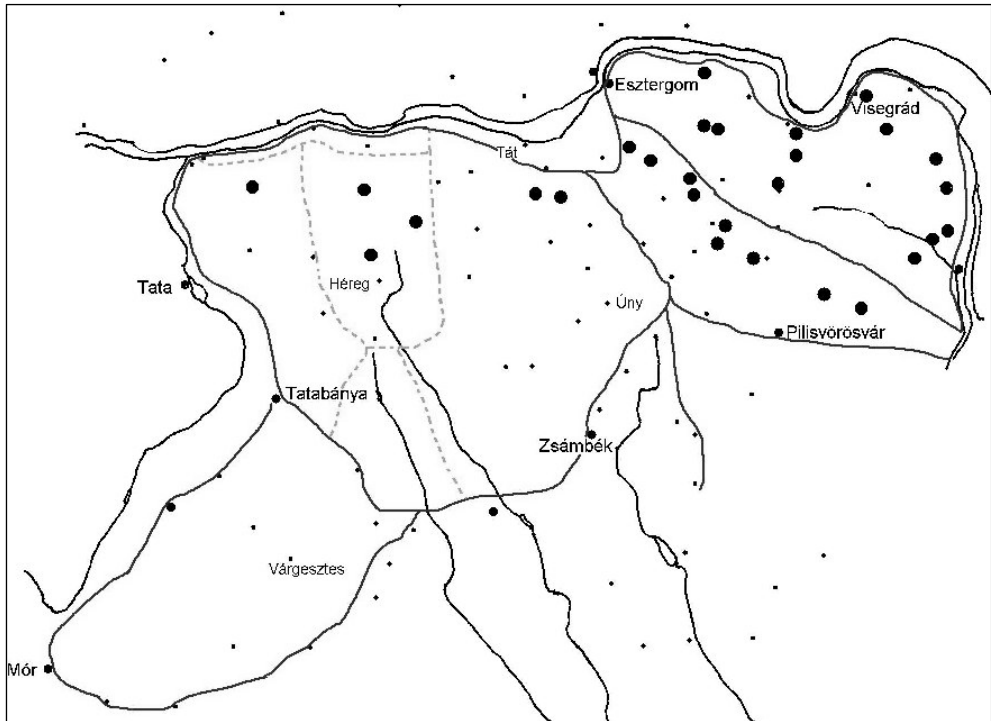 Esztergom
Visegrád
Tát
Tata
Héreg
Úny
Pilisvörösvár
Tatabánya
Zsámbék
Várgesztes
Mór